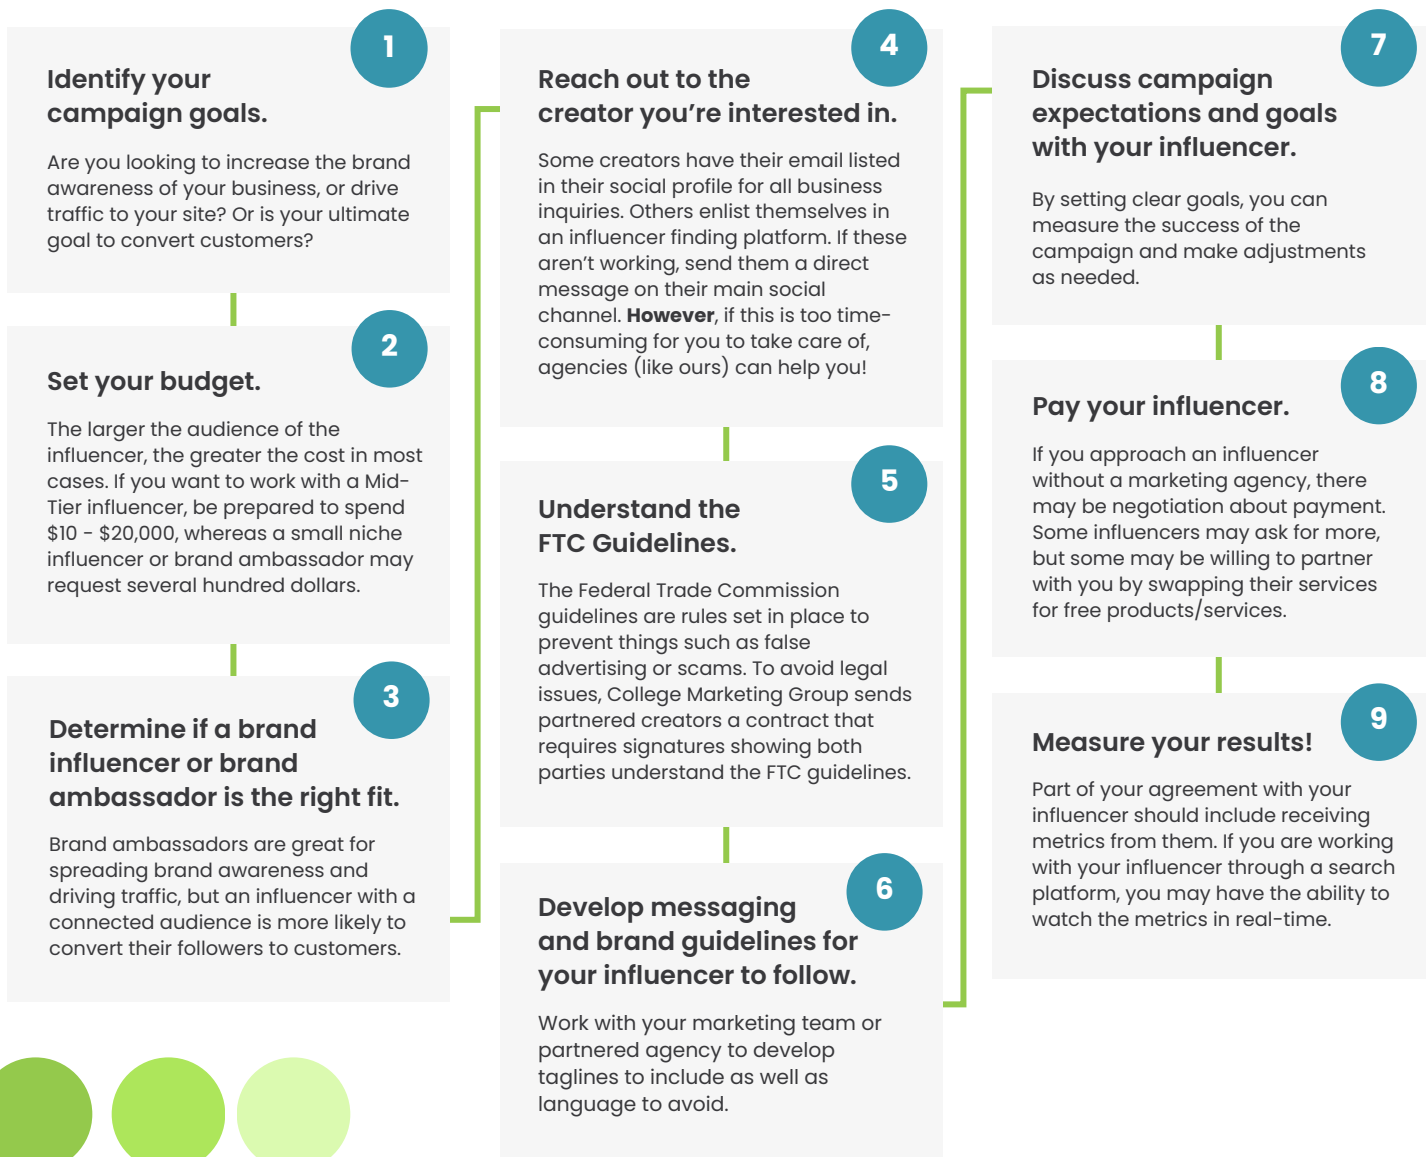 1
Identify your
campaign goals.
Are you looking to increase the brand
awareness of your business, or drive
traffic to your site? Or is your ultimate
goal to convert customers?
2
Set your budget.
The larger the audience of the
influencer, the greater the cost in most
cases. If you want to work with a Mid-
Tier influencer, be prepared to spend
$10 - $20,000, whereas a small niche
influencer or brand ambassador may
request several hundred dollars.
3
Determine if a brand
influencer or brand
ambassador is the right fit.
Brand ambassadors are great for
spreading brand awareness and
driving traffic, but an influencer with a
connected audience is more likely to
convert their followers to customers.
4
Reach out to the
creator you're interested in.
Some creators have their email listed
in their social profile for all business
inquiries. Others enlist themselves in
an influencer finding platform. If these
aren't working, send them a direct
message on their main social
channel. However, if this is too time-
consuming for you to take care of,
agencies (like ours) can help you!
5
Understand the
FTC Guidelines.
The Federal Trade Commission
guidelines are rules set in place to
prevent things such as false
advertising or scams. To avoid legal
issues, College Marketing Group sends
partnered creators a contract that
requires signatures showing both
parties understand the FTC guidelines.
6
Develop messaging
and brand guidelines for
your influencer to follow.
Work with your marketing team or
partnered agency to develop
taglines to include as well as
language to avoid.
7
Discuss campaign
expectations and goals
with your influencer.
By setting clear goals, you can
measure the success of the
campaign and make adjustments
as needed.
8
Pay your influencer.
If you approach an influencer
without a marketing agency, there
may be negotiation about payment.
Some influencers may ask for more,
but some may be willing to partner
with you by swapping their services
for free products/services.
9
Measure your results!
Part of your agreement with your
influencer should include receiving
metrics from them. If you are working
with your influencer through a search
platform, you may have the ability to
watch the metrics in real-time.